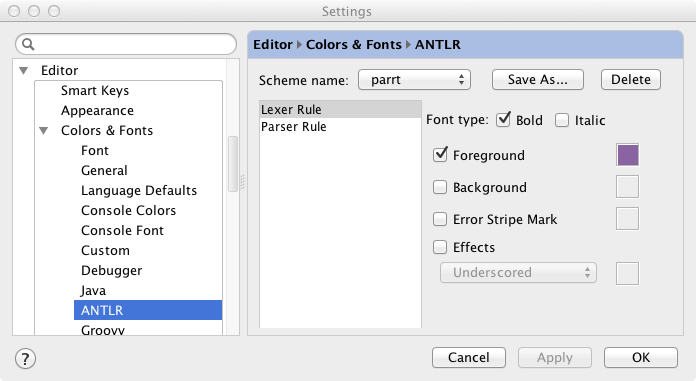 Settings
Editor
Smart Keys
Appearance
Colors & Fonts
Font
General
Language Defaults
Console Colors
Console Font
Custom
Debugger
Java
ANTLR
Groovy
Editor › Colors & Fonts › ANTLR
Scheme name: parrt Save As... Delete
Lexer Rule
Parser Rule
Font type: Bold Italic
Foreground
Background
Error Stripe Mark
Effects
Underscored
? Cancel Apply OK